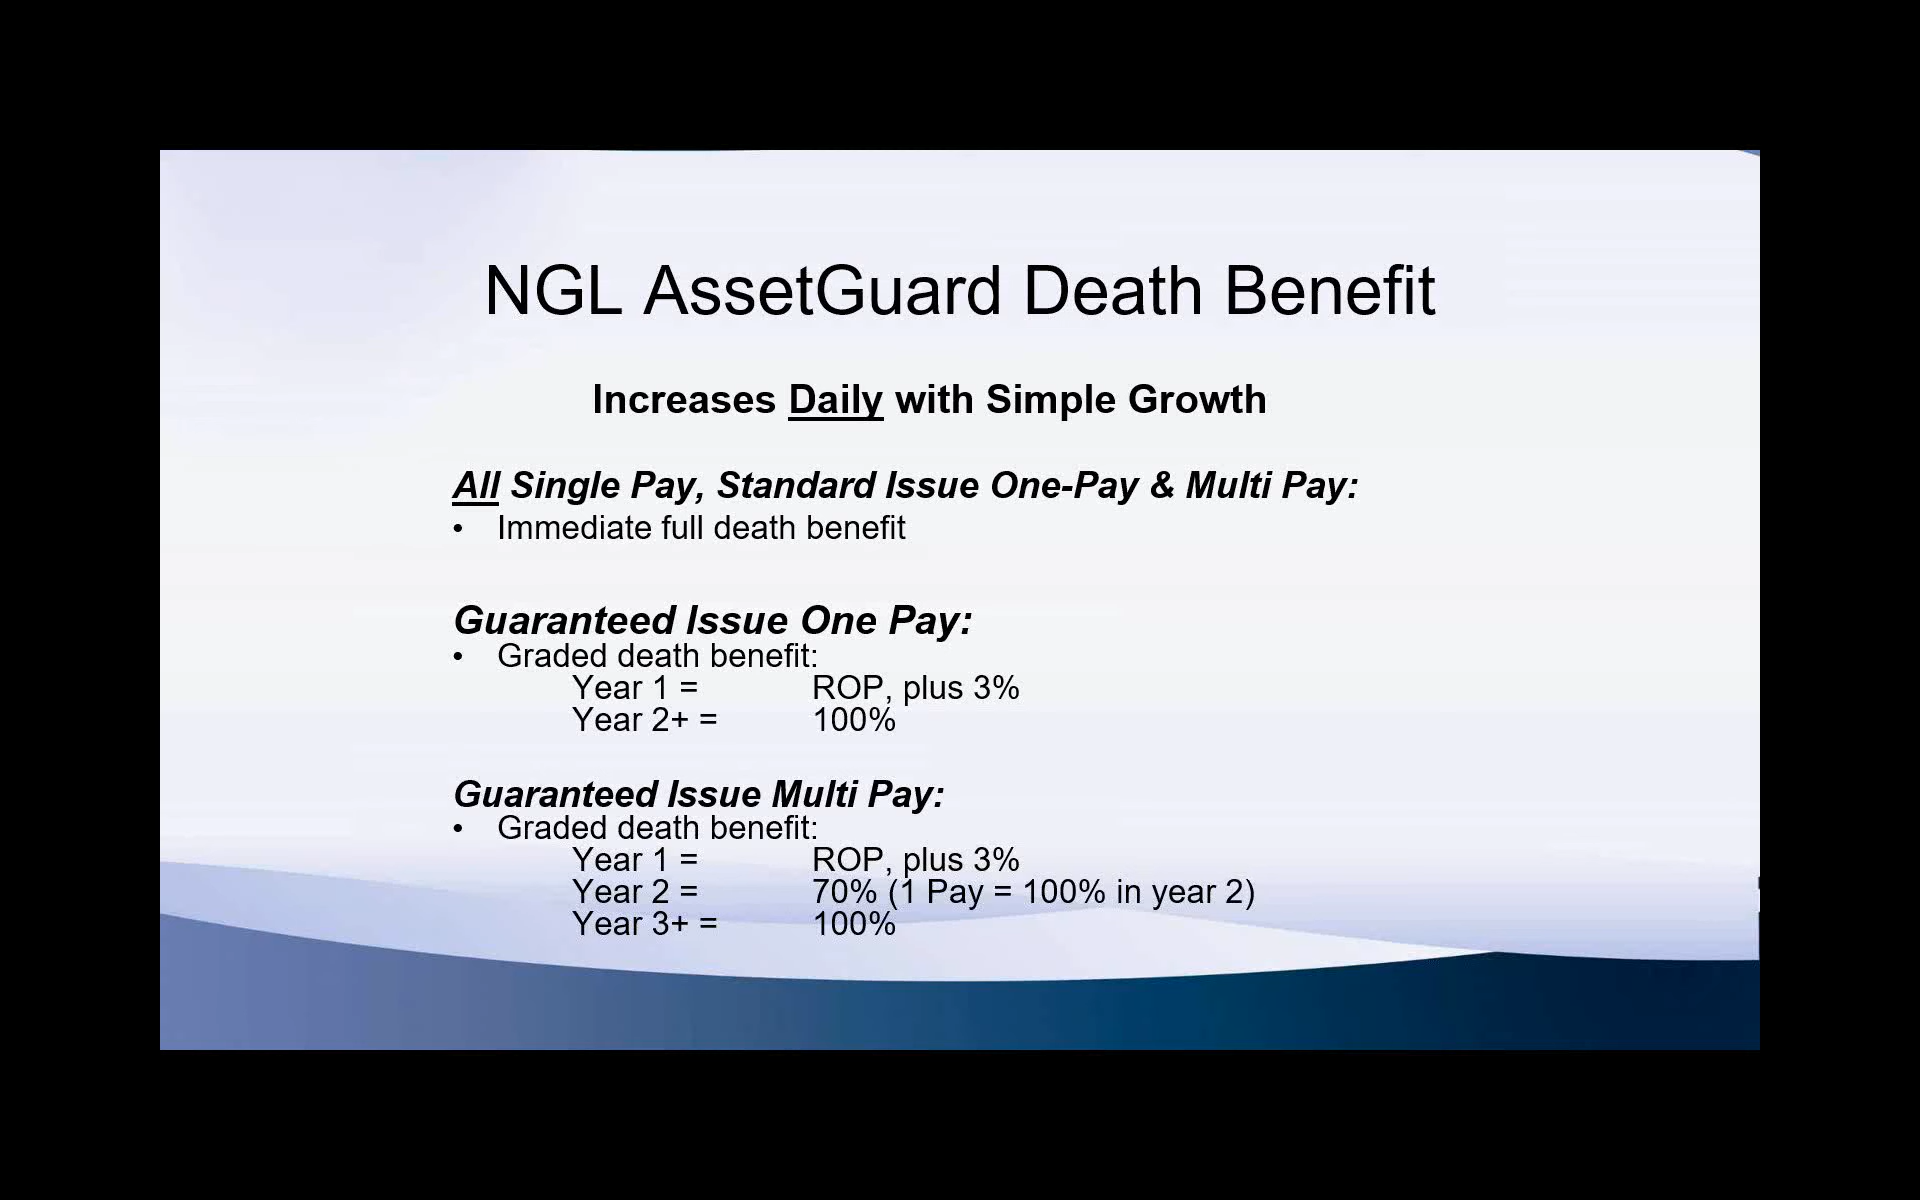 NGL AssetGuard Death Benefit
Increases Daily with Simple Growth
All Single Pay, Standard Issue One-Pay & Multi Pay:
• Immediate full death benefit
Guaranteed Issue One Pay:
• Graded death benefit:
Year 1 = ROP, plus 3%
Year 2+ = 100%
Guaranteed Issue Multi Pay:
• Graded death benefit:
Year 1 = ROP, plus 3%
Year 2 = 70% (1 Pay = 100% in year 2)
Year 3+ = 100%